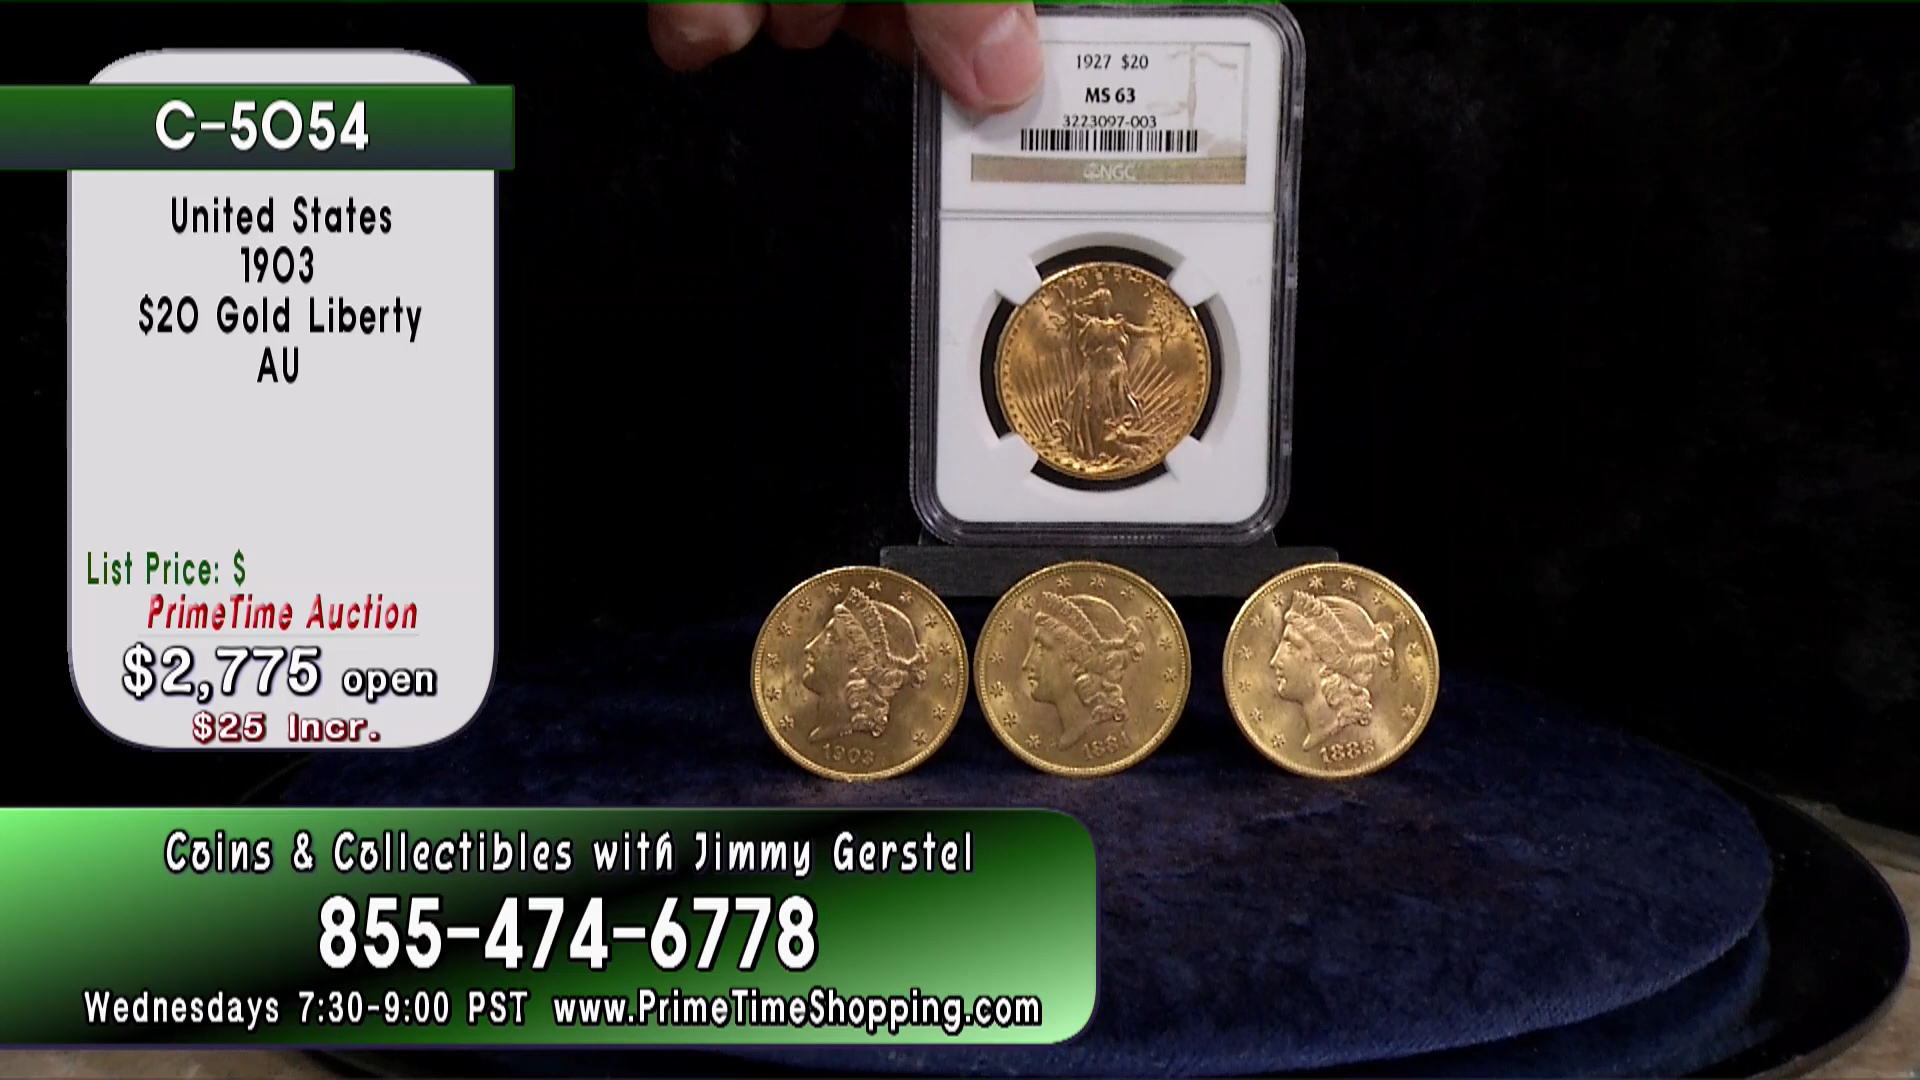 C-5054
United States
1903
$20 Gold Liberty
AU
List Price: $
PrimeTime Auction
$2,775 open
$25 Incr.
1927 $20
MS 63
3223097-003
NGC
1903
1881
Coins & Collectibles with Jimmy Gerstel
855-474-6778
Wednesdays 7:30-9:00 PST www.PrimeTimeShopping.com